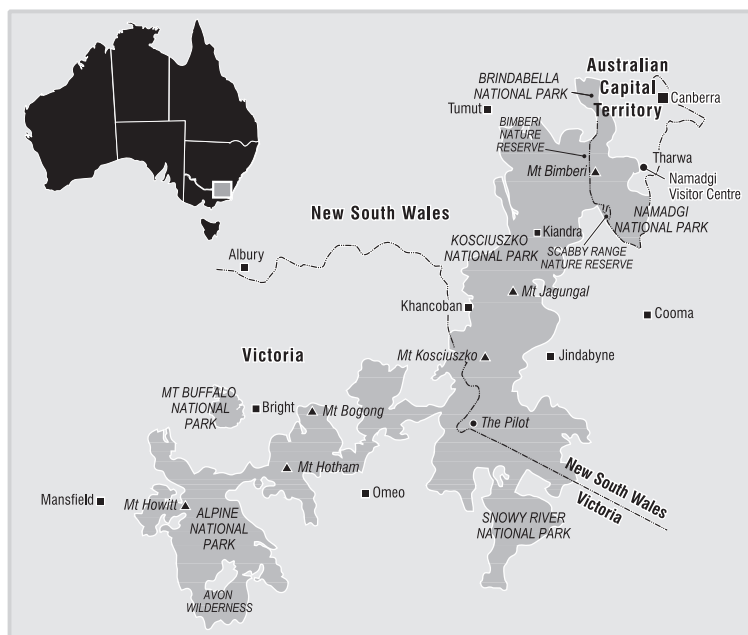 Australian
Capital
Territory
BRINDABELLA
NATIONAL PARK
Canberra
Tumut
BIMBERI
NATURE
RESERVE
Tharwa
Mt Bimberi
Namadgi
Visitor Centre
New South Wales
NAMADGI
NATIONAL PARK
Kiandra
KOSCIUSZKO
NATIONAL PARK
SCABBY RANGE
NATURE RESERVE
Albury
Mt Jagungal
Khancoban
Cooma
Victoria
Mt Kosciuszko
Jindabyne
MT BUFFALO
NATIONAL
PARK
Bright
Mt Bogong
The Pilot
Mt Hotham
New South Wales
Victoria
Mansfield
Mt Howitt
Omeo
ALPINE
NATIONAL
PARK
SNOWY RIVER
NATIONAL PARK
AVON
WILDERNESS